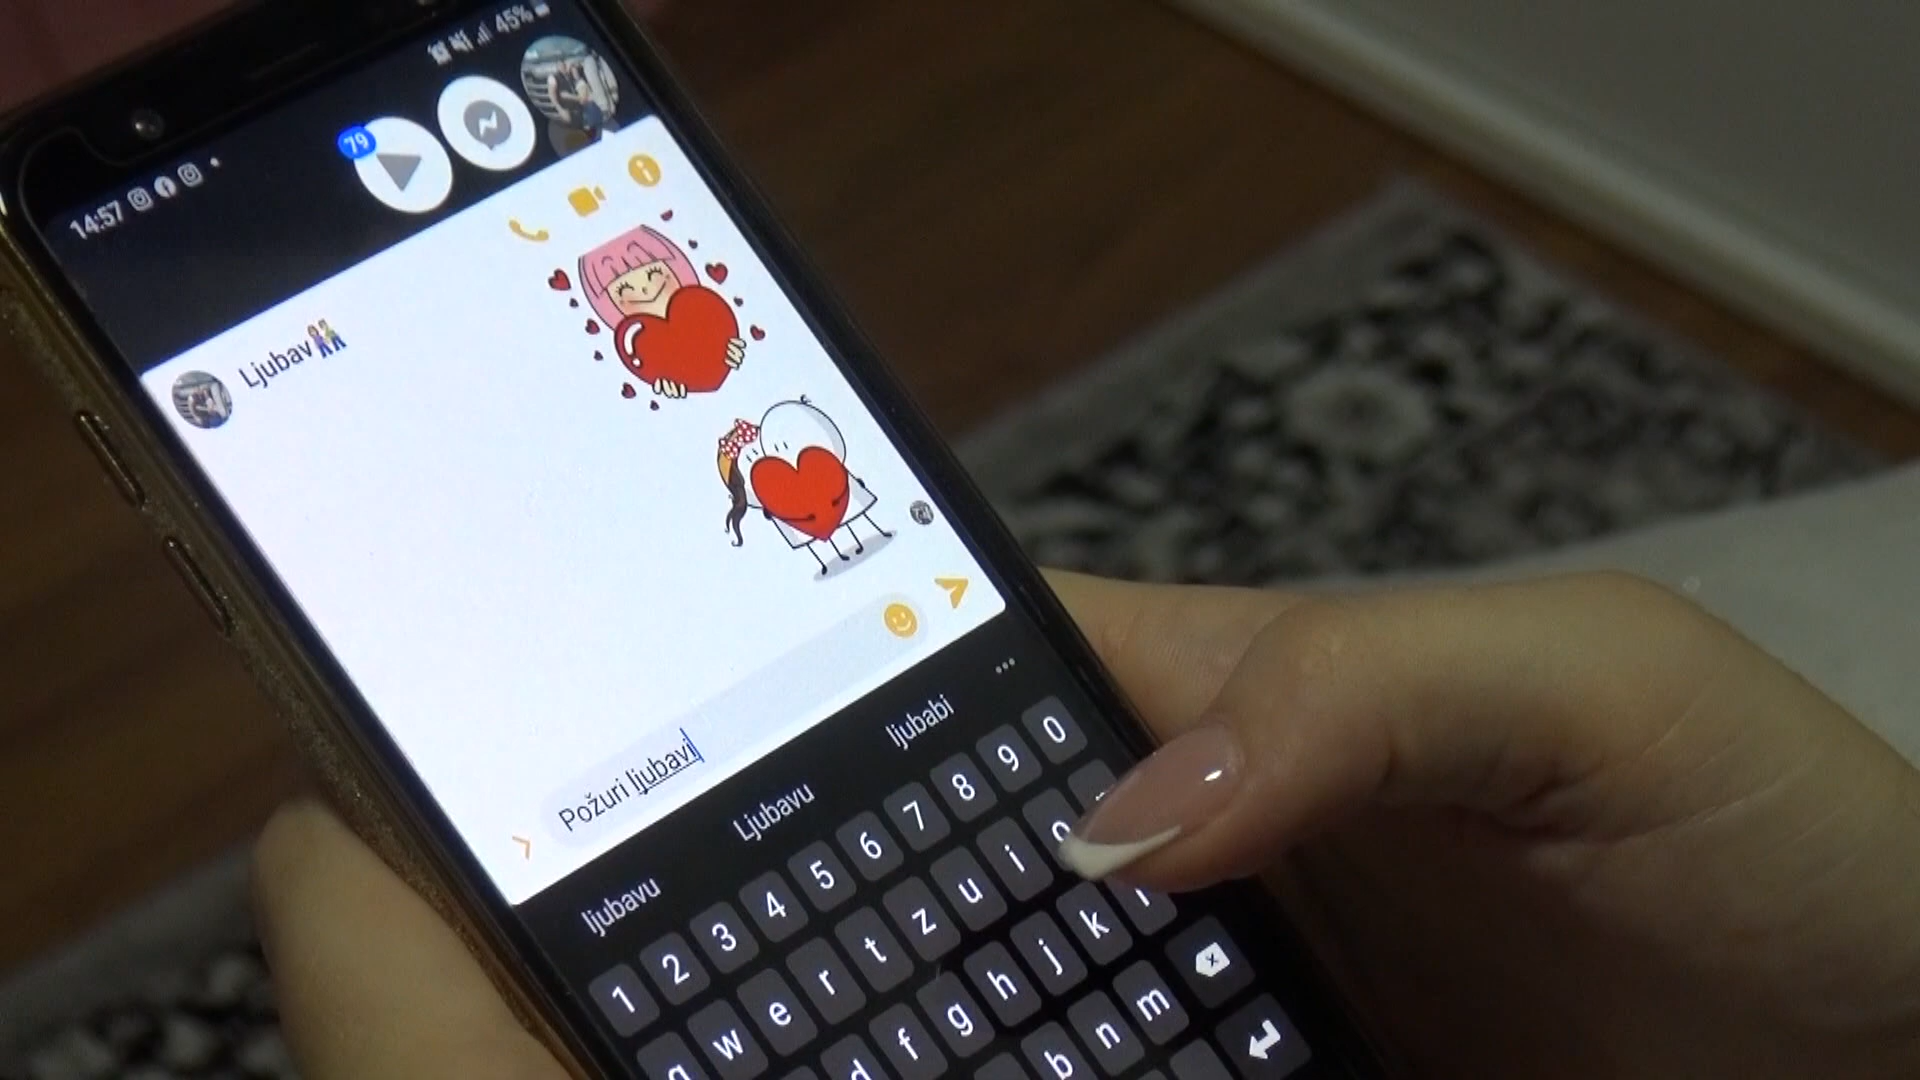 14:57
45%
79
Ljubav
Požuri ljubavi
ljubavu Ljubavu ljubabi
1 2 3 4 5 6 7 8 9 0
q w e r t z u i o
d f g h j k l
b n m